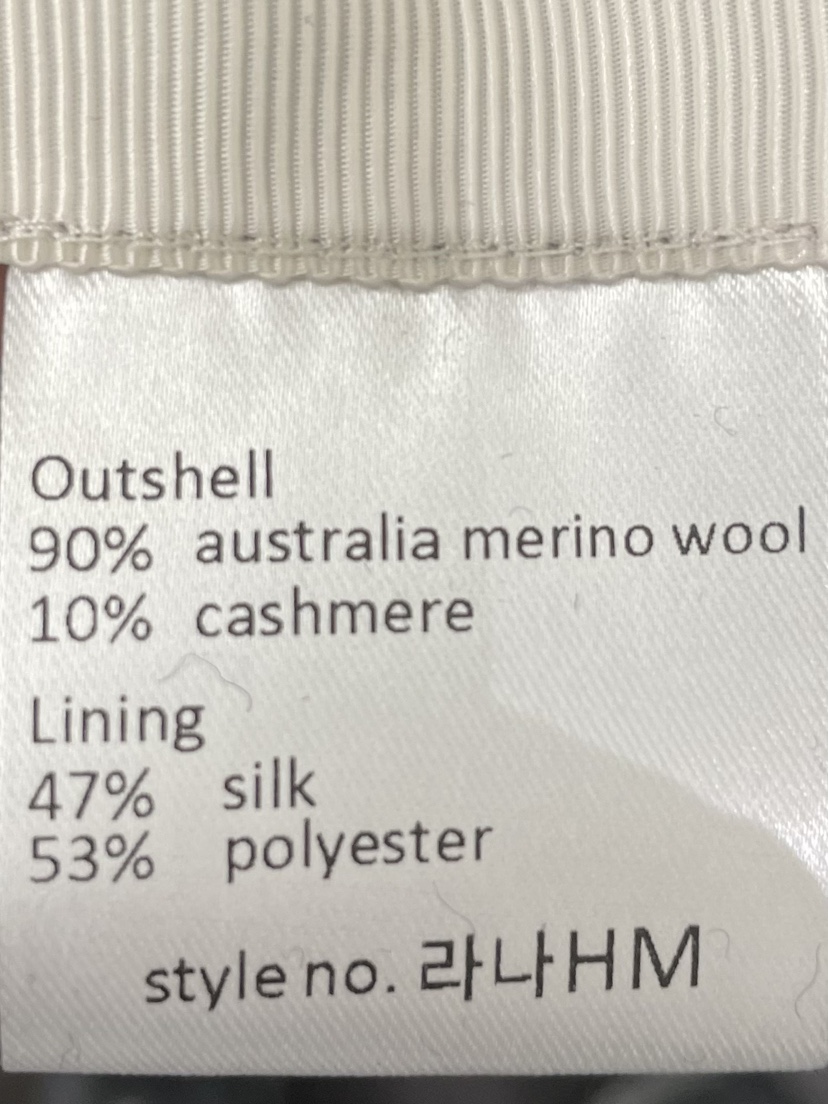 Outshell
90% australia merino wool
10% cashmere
Lining
47% silk
53% polyester
style no. 라나HM